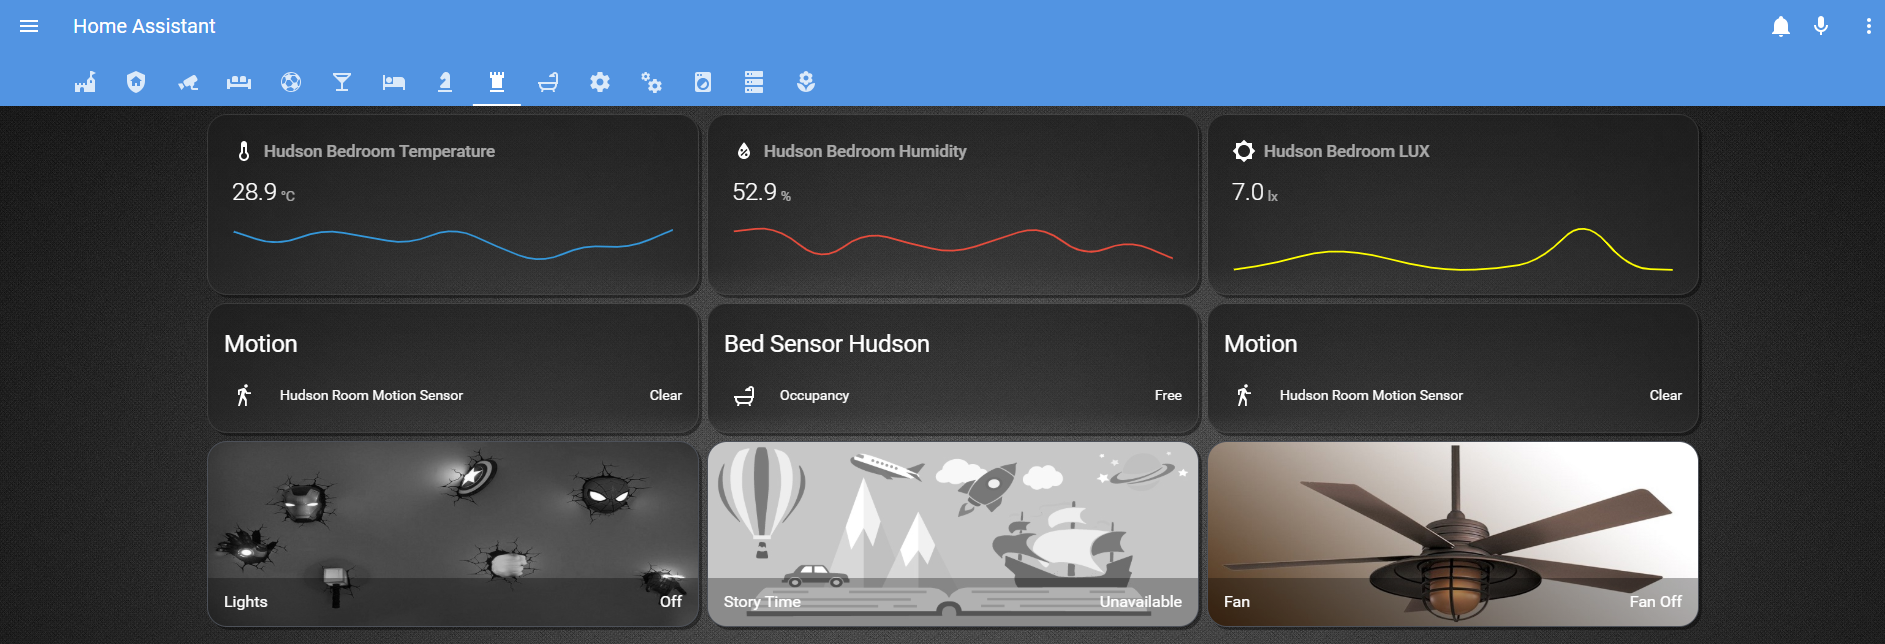 Home Assistant
Hudson Bedroom Temperature
28.9 °C
Hudson Bedroom Humidity
52.9 %
Hudson Bedroom LUX
7.0 lx
Motion
Hudson Room Motion Sensor Clear
Bed Sensor Hudson
Occupancy Free
Motion
Hudson Room Motion Sensor Clear
Lights Off
Story Time Unavailable
Fan Fan Off